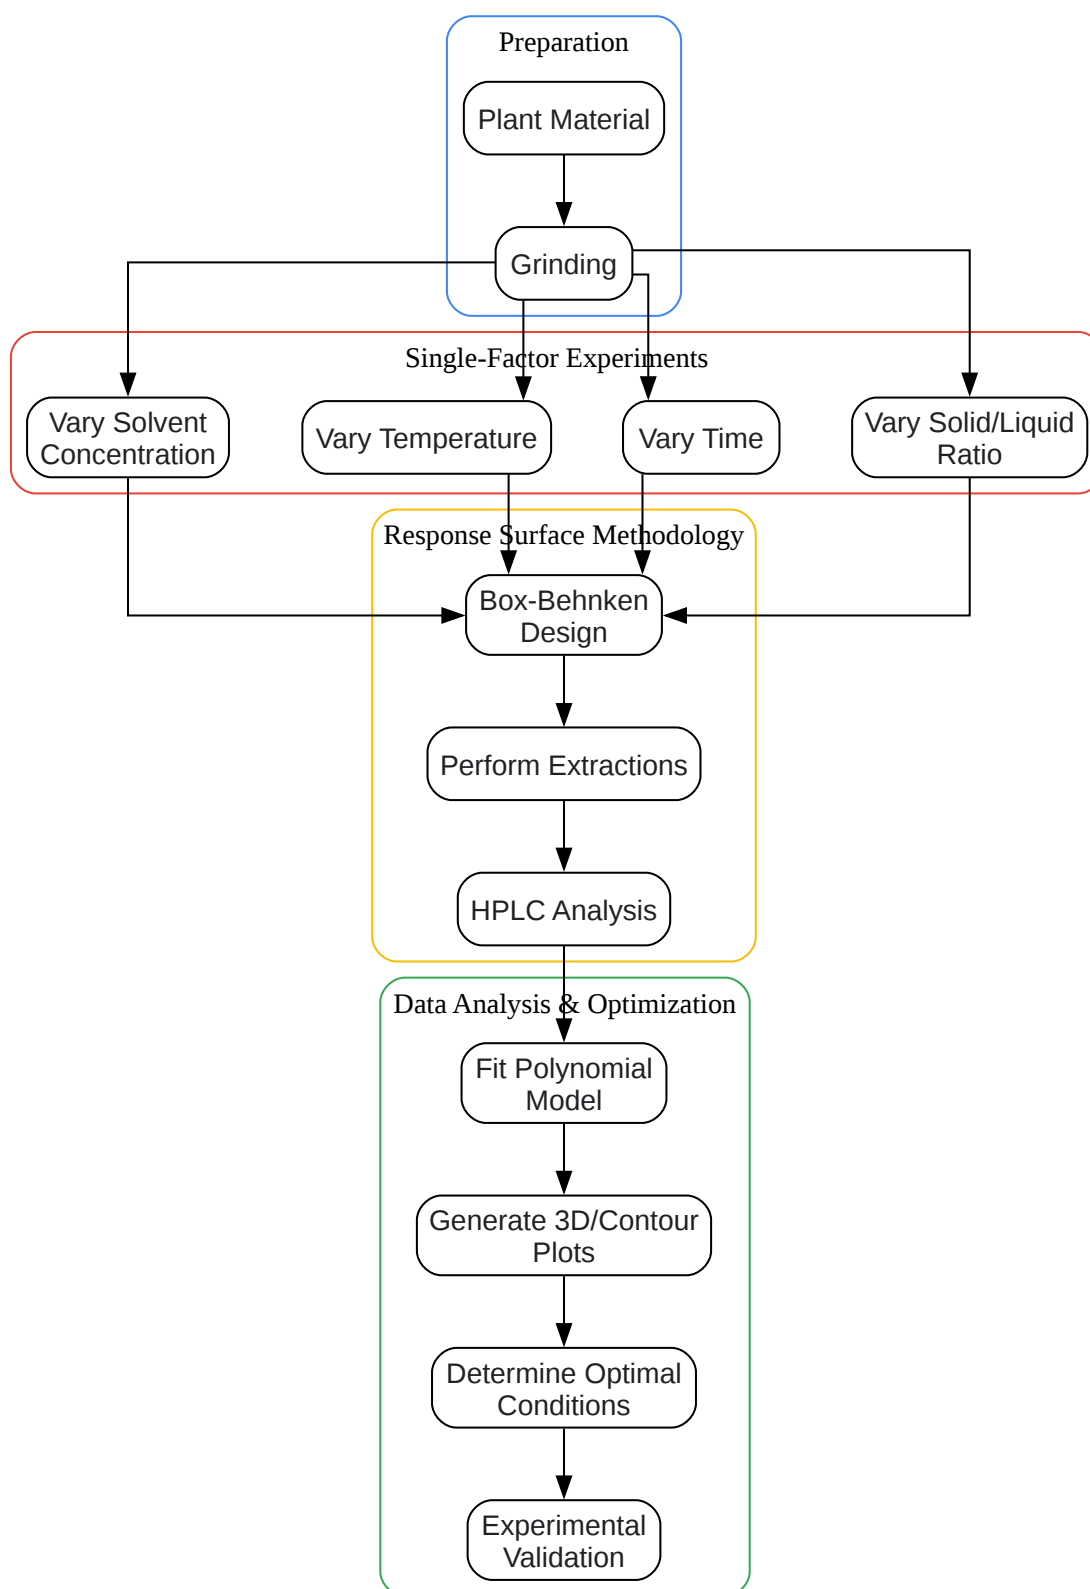 Preparation
Plant Material
Grinding
Single-Factor Experiments
Vary Solvent
Concentration
Vary Temperature
Vary Time
Vary Solid/Liquid
Ratio
Response Surface Methodology
Box-Behnken
Design
Perform Extractions
HPLC Analysis
Data Analysis & Optimization
Fit Polynomial
Model
Generate 3D/Contour
Plots
Determine Optimal
Conditions
Experimental
Validation